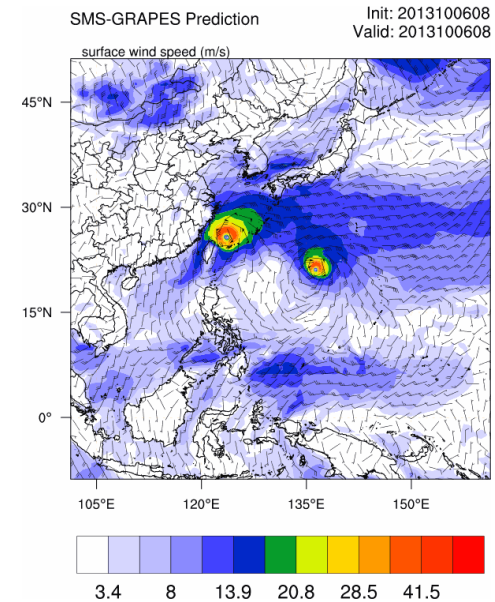 SMS-GRAPES Prediction
Init: 2013100608
Valid: 2013100608
surface wind speed (m/s)
45°N
30°N
15°N
0°
105°E 120°E 135°E 150°E
3.4 8 13.9 20.8 28.5 41.5